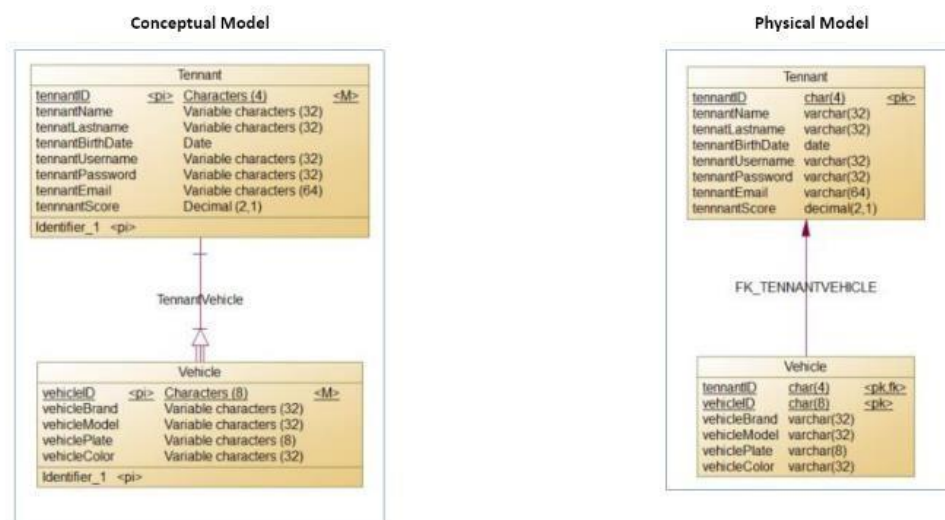 Conceptual Model
Tennant
tennantID <pi> Characters (4) <M>
tennantName Variable characters (32)
tennatLastname Variable characters (32)
tennantBirthDate Date
tennantUsername Variable characters (32)
tennantPassword Variable characters (32)
tennantEmail Variable characters (64)
tennnantScore Decimal (2,1)
Identifier_1 <pi>
TennantVehicle
Vehicle
vehicleID <pi> Characters (8) <M>
vehicleBrand Variable characters (32)
vehicleModel Variable characters (32)
vehiclePlate Variable characters (8)
vehicleColor Variable characters (32)
Identifier_1 <pi>
Physical Model
Tennant
tennantID char(4) <pk>
tennantName varchar(32)
tennatLastname varchar(32)
tennantBirthDate date
tennantUsername varchar(32)
tennantPassword varchar(32)
tennantEmail varchar(64)
tennnantScore decimal(2,1)
FK_TENNANTVEHICLE
Vehicle
tennantID char(4) <pk,fk>
vehicleID char(8) <pk>
vehicleBrand varchar(32)
vehicleModel varchar(32)
vehiclePlate varchar(8)
vehicleColor varchar(32)